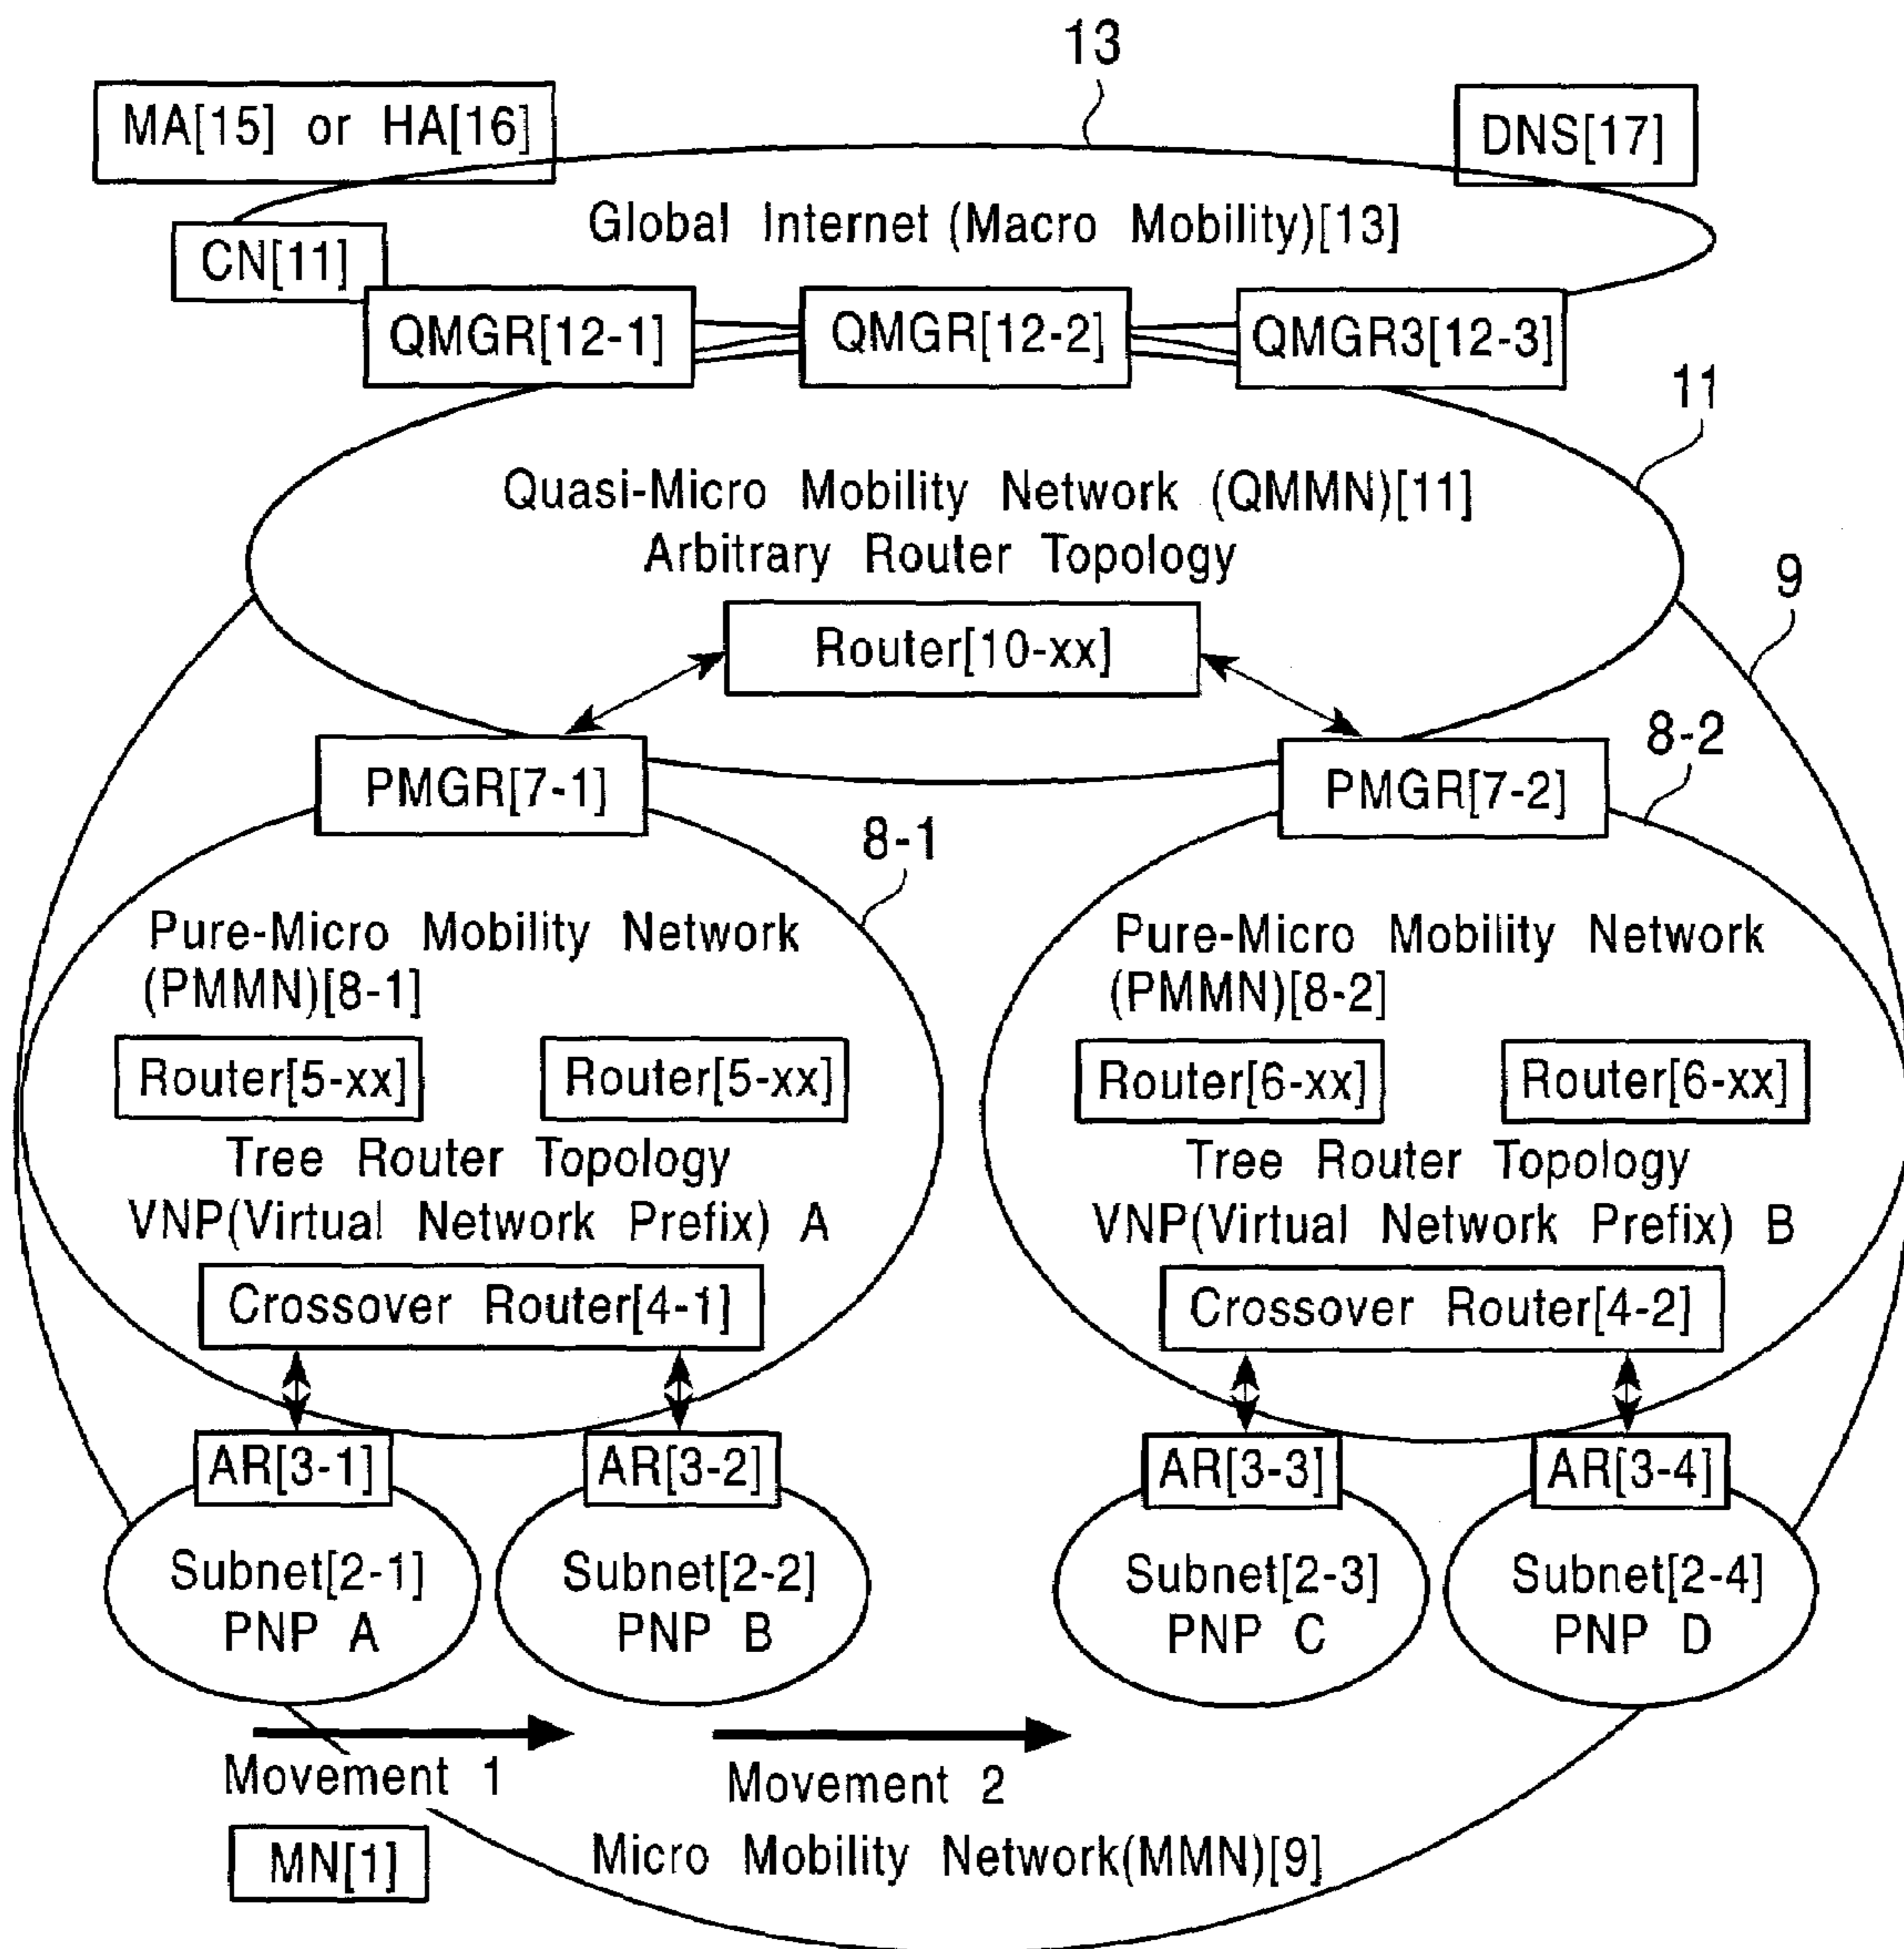 13
MA[15] or HA[16]
DNS[17]
Global Internet (Macro Mobility)[13]
CN[11]
QMGR[12-1]
QMGR[12-2]
QMGR3[12-3]
11
Quasi-Micro Mobility Network (QMMN)[11]
Arbitrary Router Topology
9
Router[10-xx]
8-2
PMGR[7-1]
PMGR[7-2]
8-1
Pure-Micro Mobility Network
(PMMN)[8-1]
Router[5-xx]
Router[5-xx]
Tree Router Topology
VNP(Virtual Network Prefix) A
Crossover Router[4-1]
Pure-Micro Mobility Network
(PMMN)[8-2]
Router[6-xx]
Router[6-xx]
Tree Router Topology
VNP(Virtual Network Prefix) B
Crossover Router[4-2]
AR[3-1]
AR[3-2]
AR[3-3]
AR[3-4]
Subnet[2-1]
PNP A
Subnet[2-2]
PNP B
Subnet[2-3]
PNP C
Subnet[2-4]
PNP D
Movement 1
Movement 2
MN[1]
Micro Mobility Network(MMN)[9]